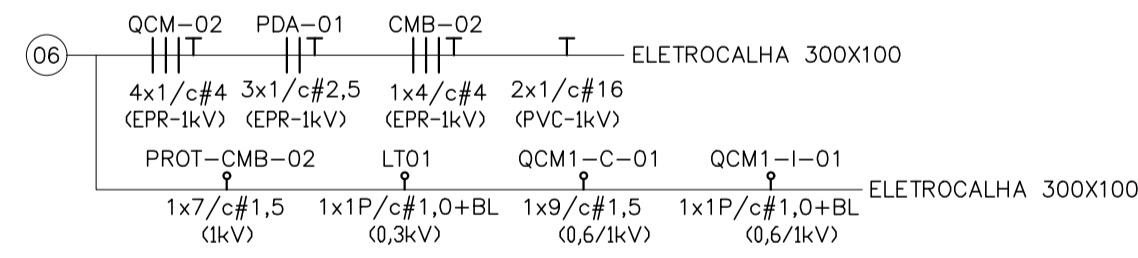 QCM-02 PDA-01 CMB-02
06 ELETROCALHA 300X100
4x1/c#4 3x1/c#2,5 1x4/c#4 2x1/c#16
(EPR-1kV) (EPR-1kV) (EPR-1kV) (PVC-1kV)
PROT-CMB-02 LT01 QCM1-C-01 QCM1-I-01
ELETROCALHA 300X100
1x7/c#1,5 1x1P/c#1,0+BL 1x9/c#1,5 1x1P/c#1,0+BL
(1kV) (0,3kV) (0,6/1kV) (0,6/1kV)